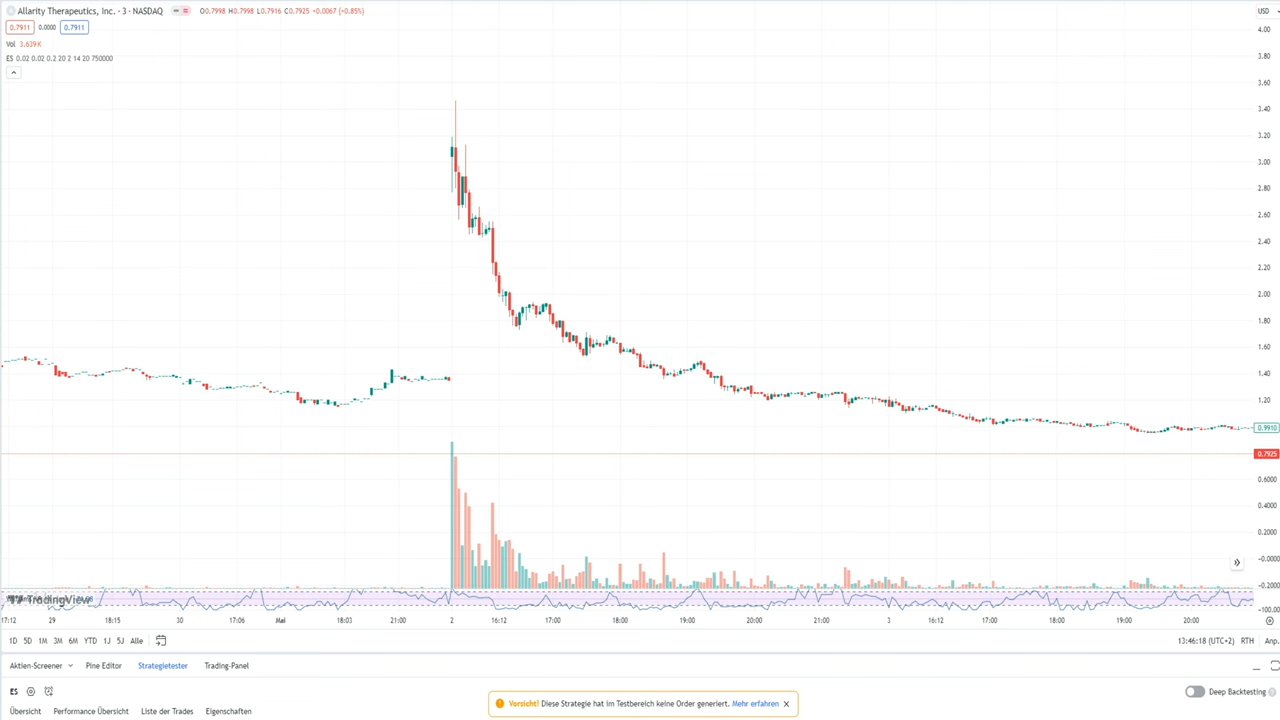 Allarity Therapeutics, Inc. · 3 · NASDAQ O0.7998 H0.7998 L0.7916 C0.7925 +0.0067 (+0.85%) USD
0.7911 0.0000 0.7911
Vol 3.639K
ES 0.02 0.02 0.2 20 2 14 20 750000
4.00
3.80
3.60
3.40
3.20
3.00
2.80
2.60
2.40
2.20
2.00
1.80
1.60
1.40
1.20
0.9910
0.7925
0.6000
0.4000
0.2000
−0.0000
−0.2000
−100.00
TradingView
17:12 29 18:15 30 17:06 Mai 18:03 21:00 2 16:12 17:00 18:00 19:00 20:00 21:00 3 16:12 17:00 18:00 19:00 20:00
1D 5D 1M 3M 6M YTD 1J 5J Alle 13:46:18 (UTC+2) RTH Anp.
Aktien-Screener Pine Editor Strategietester Trading-Panel
ES Vorsicht! Diese Strategie hat im Testbereich keine Order generiert. Mehr erfahren Deep Backtesting
Übersicht Performance Übersicht Liste der Trades Eigenschaften